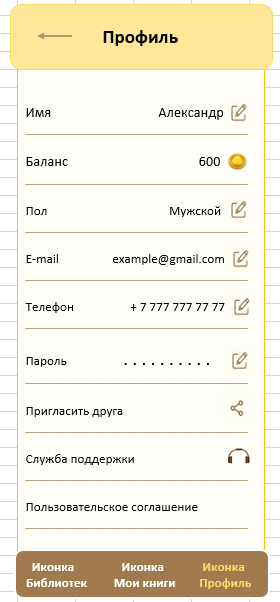 Профиль
Имя Александр
Баланс 600
Пол Мужской
E-mail example@gmail.com
Телефон + 7 777 777 77 77
Пароль . . . . . . . . . .
Пригласить друга
Служба поддержки
Пользовательское соглашение
Иконка Иконка Иконка
Библиотек Мои книги Профиль